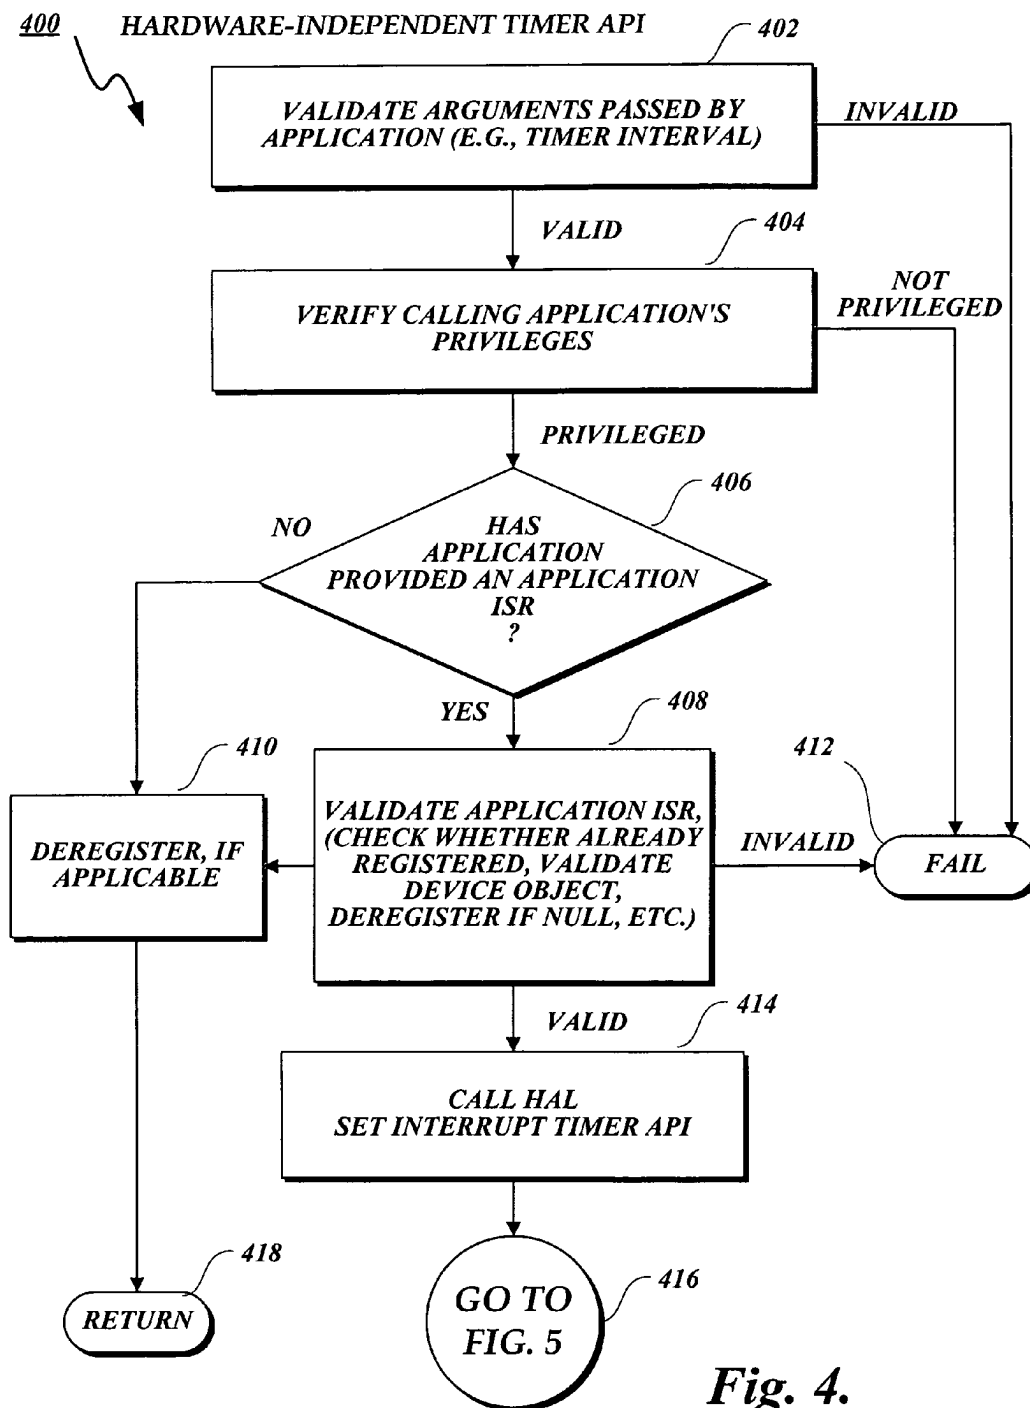 400 HARDWARE-INDEPENDENT TIMER API
402
VALIDATE ARGUMENTS PASSED BY
APPLICATION (E.G., TIMER INTERVAL)
INVALID
VALID
404
VERIFY CALLING APPLICATION'S
PRIVILEGES
NOT
PRIVILEGED
PRIVILEGED
406
NO
HAS
APPLICATION
PROVIDED AN APPLICATION
ISR
?
YES
408
410
412
DEREGISTER, IF
APPLICABLE
VALIDATE APPLICATION ISR,
(CHECK WHETHER ALREADY
REGISTERED, VALIDATE
DEVICE OBJECT,
DEREGISTER IF NULL, ETC.)
INVALID
FAIL
VALID
414
CALL HAL
SET INTERRUPT TIMER API
418
RETURN
GO TO
FIG. 5
416
Fig. 4.